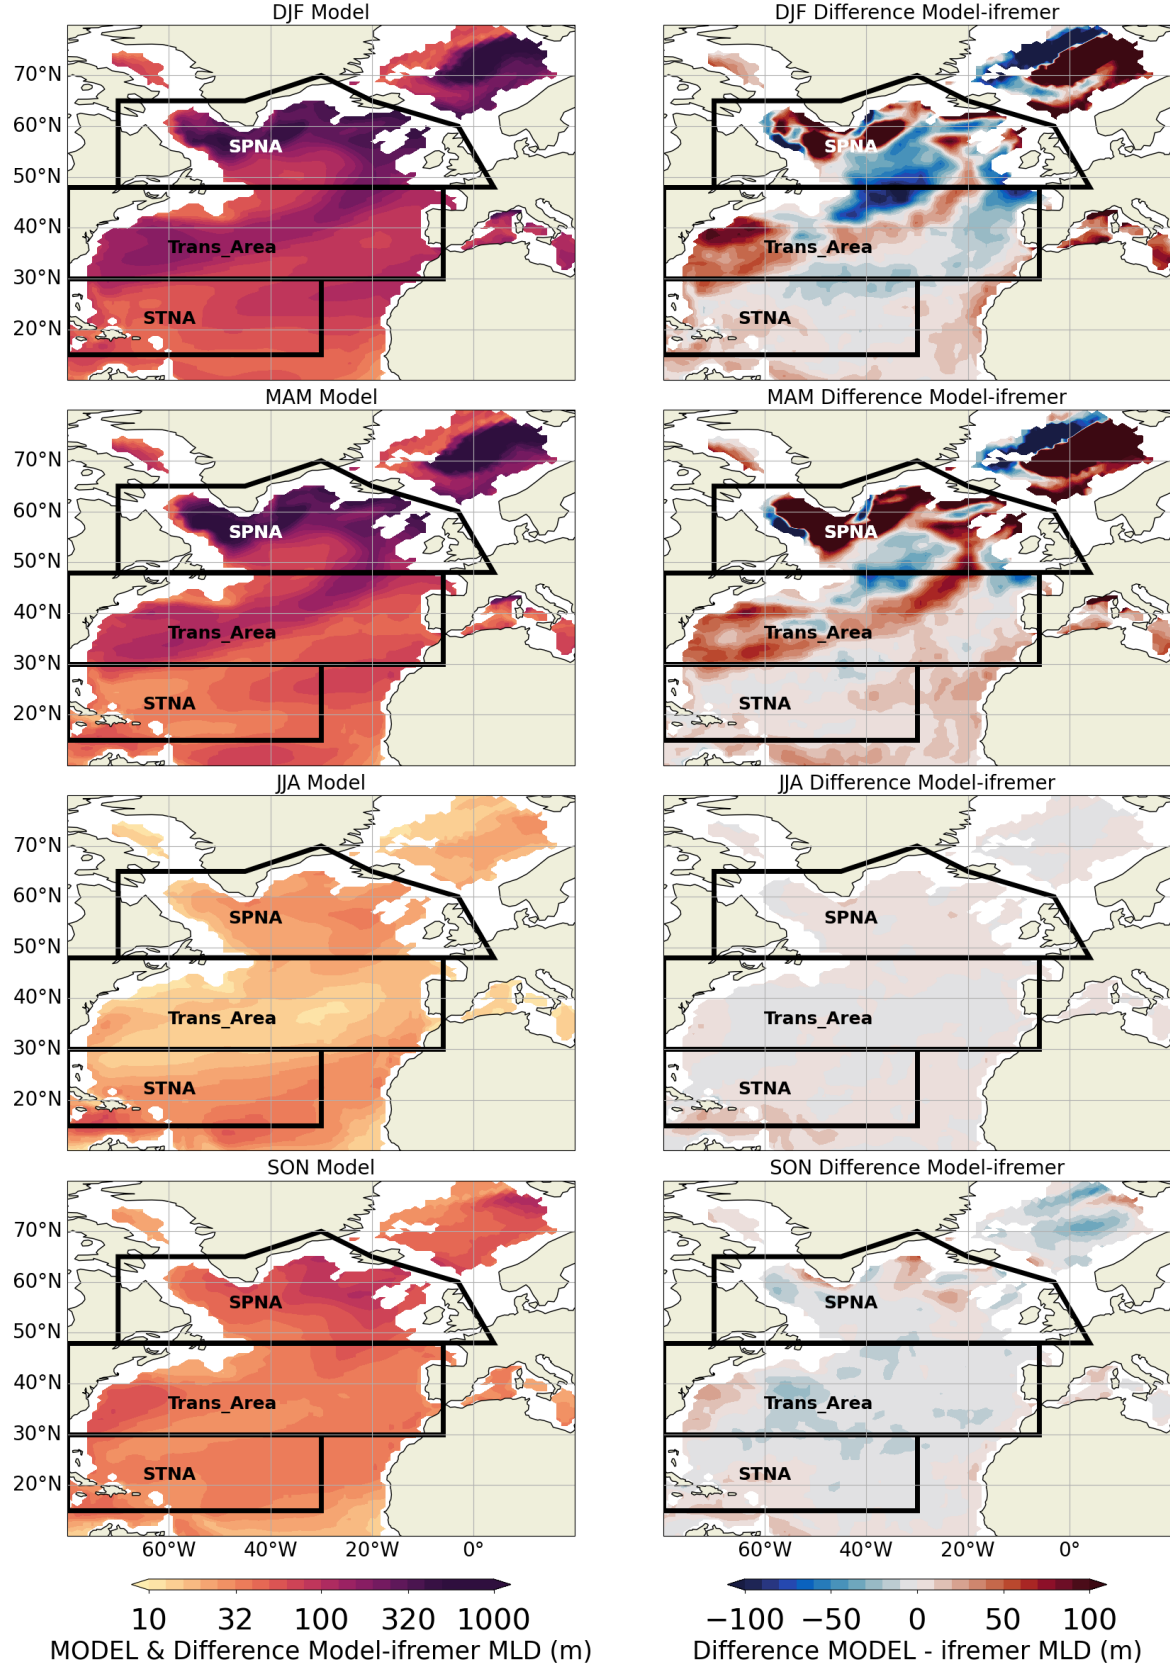 DJF Model
DJF Difference Model-ifremer
70°N
60°N
50°N
40°N
30°N
20°N
SPNA
Trans_Area
STNA
SPNA
Trans_Area
STNA
MAM Model
MAM Difference Model-ifremer
70°N
60°N
50°N
40°N
30°N
20°N
SPNA
Trans_Area
STNA
SPNA
Trans_Area
STNA
JJA Model
JJA Difference Model-ifremer
70°N
60°N
50°N
40°N
30°N
20°N
SPNA
Trans_Area
STNA
SPNA
Trans_Area
STNA
SON Model
SON Difference Model-ifremer
70°N
60°N
50°N
40°N
30°N
20°N
SPNA
Trans_Area
STNA
SPNA
Trans_Area
STNA
60°W 40°W 20°W 0°
60°W 40°W 20°W 0°
10 32 100 320 1000
MODEL & Difference Model-ifremer MLD (m)
−100 −50 0 50 100
Difference MODEL - ifremer MLD (m)